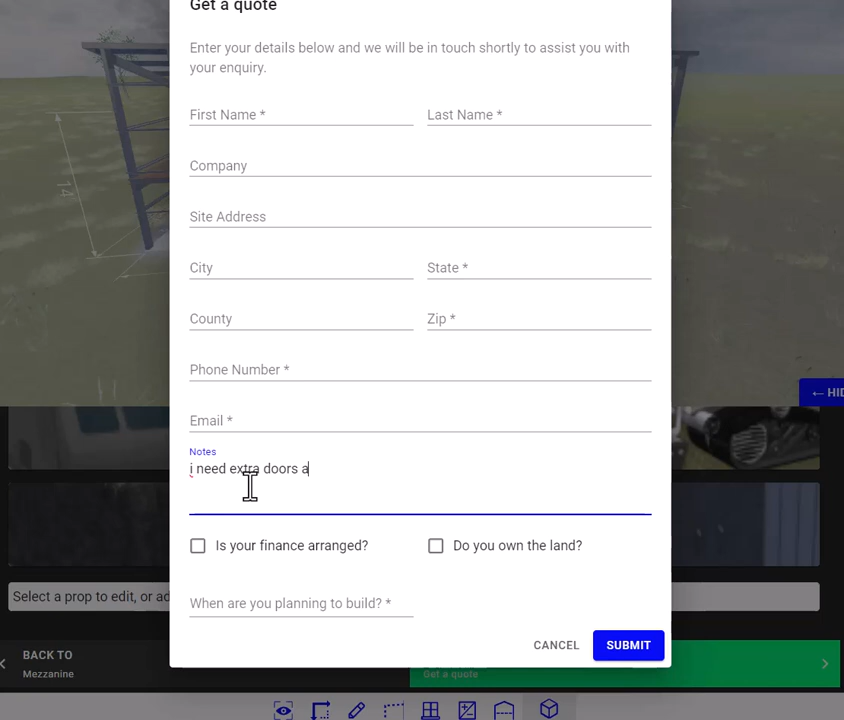 Get a quote
Enter your details below and we will be in touch shortly to assist you with
your enquiry.
First Name *
Last Name *
Company
Site Address
City
State *
County
Zip *
Phone Number *
Email *
Notes
i need extra doors a
Is your finance arranged?
Do you own the land?
When are you planning to build? *
CANCEL
SUBMIT
14
← HID
Select a prop to edit, or ad
BACK TO
Mezzanine
Get a quote